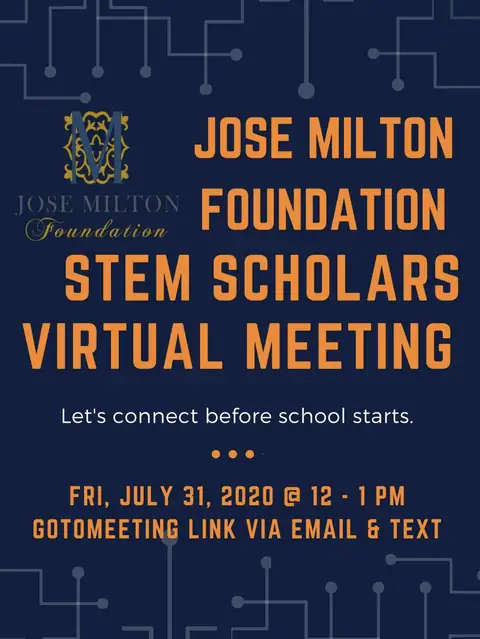 M
JOSE MILTON
Foundation
JOSE MILTON
FOUNDATION
STEM SCHOLARS
VIRTUAL MEETING
Let's connect before school starts.
FRI, JULY 31, 2020 @ 12 - 1 PM
GOTOMEETING LINK VIA EMAIL & TEXT